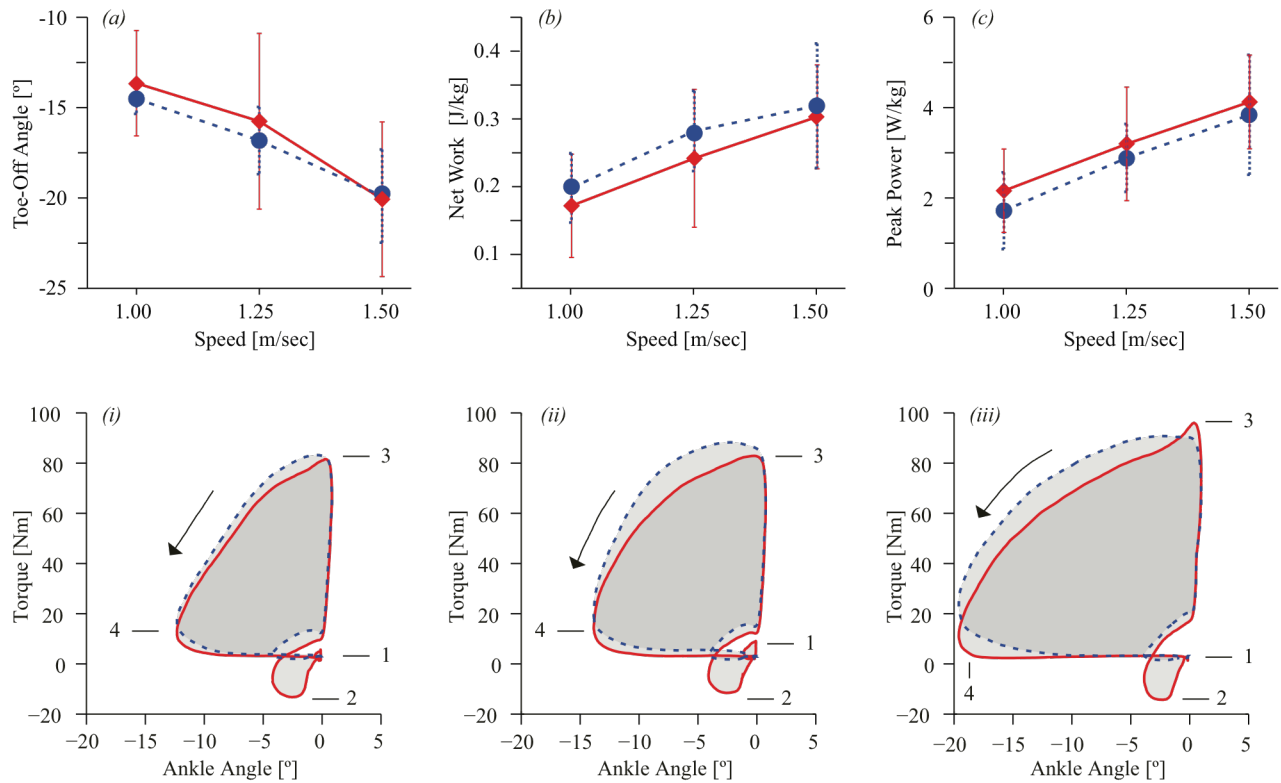 (a)
Toe-Off Angle [º]
-10
-15
-20
-25
1.00 1.25 1.50
Speed [m/sec]
(b)
Net Work [J/kg]
0.4
0.3
0.2
0.1
1.00 1.25 1.50
Speed [m/sec]
(c)
Peak Power [W/kg]
6
4
2
0
1.00 1.25 1.50
Speed [m/sec]
(i)
Torque [Nm]
100
80
60
40
20
0
−20
3
4
1
2
−20 −15 −10 −5 0 5
Ankle Angle [º]
(ii)
Torque [Nm]
100
80
60
40
20
0
−20
3
4
1
2
−20 −15 −10 −5 0 5
Ankle Angle [º]
(iii)
Torque [Nm]
100
80
60
40
20
0
−20
3
1
4
2
−20 −15 −10 −5 0 5
Ankle Angle [º]